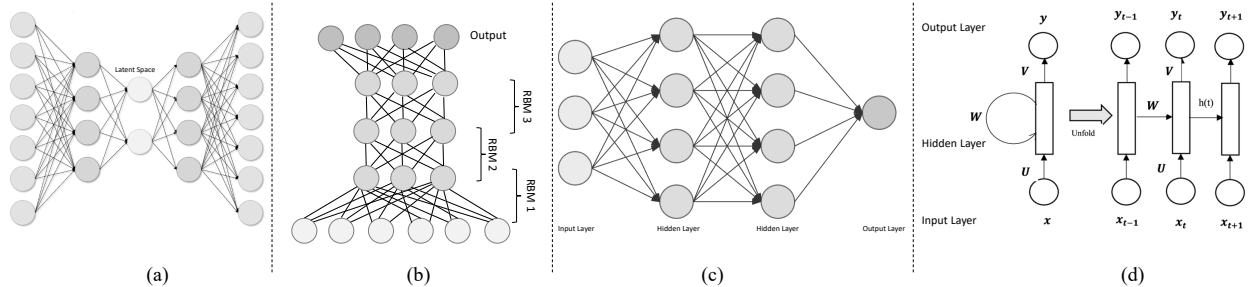 Latent Space
(a)
Output
RBM 3
RBM 2
RBM 1
(b)
Input Layer
Hidden Layer
Hidden Layer
Output Layer
(c)
Output Layer
Hidden Layer
Input Layer
y
V
W
U
x
Unfold
y_{t-1}
y_t
y_{t+1}
V
W
h(t)
U
x_{t-1}
x_t
x_{t+1}
(d)